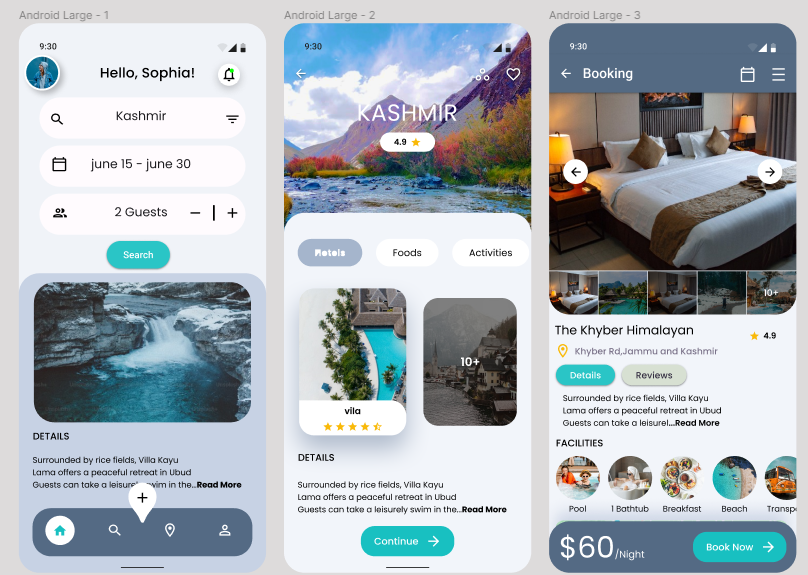 Android Large - 1
9:30
Hello, Sophia!
Kashmir
june 15 - june 30
2 Guests
Search
DETAILS
Surrounded by rice fields, Villa Kayu
Lama offers a peaceful retreat in Ubud
Guests can take a leisurely swim in the...Read More
Android Large - 2
9:30
KASHMIR
4.9
Hotels
Foods
Activities
10+
vila
DETAILS
Surrounded by rice fields, Villa Kayu
Lama offers a peaceful retreat in Ubud
Guests can take a leisurely swim in the...Read More
Continue
Android Large - 3
9:30
Booking
10+
The Khyber Himalayan
4.9
Khyber Rd,Jammu and Kashmir
Details
Reviews
Surrounded by rice fields, Villa Kayu
Lama offers a peaceful retreat in Ubud
Guests can take a leisurel...Read More
FACILITIES
Pool
1 Bathtub
Breakfast
Beach
Transpo
$60/Night
Book Now